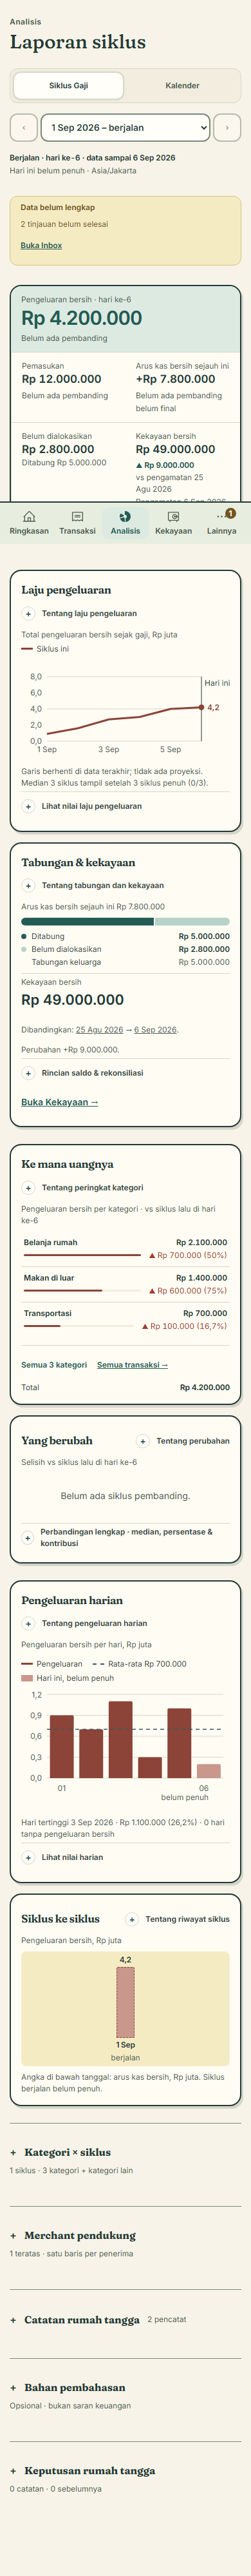 Analisis
Laporan siklus
Siklus Gaji
Kalender
‹
1 Sep 2026 – berjalan
›
Berjalan · hari ke-6 · data sampai 6 Sep 2026
Hari ini belum penuh · Asia/Jakarta
Data belum lengkap
2 tinjauan belum selesai
Buka Inbox
Pengeluaran bersih · hari ke-6
Rp 4.200.000
Belum ada pembanding
Pemasukan
Rp 12.000.000
Belum ada pembanding
Arus kas bersih sejauh ini
+Rp 7.800.000
Belum ada pembanding
belum final
Belum dialokasikan
Rp 2.800.000
Ditabung Rp 5.000.000
Kekayaan bersih
Rp 49.000.000
▲ Rp 9.000.000
vs pengamatan 25
Agu 2026
Ringkasan
Transaksi
Analisis
Kekayaan
Lainnya
1
Laju pengeluaran
+ Tentang laju pengeluaran
Total pengeluaran bersih sejak gaji, Rp juta
Siklus ini
8,0
6,0
4,0
2,0
0,0
Hari ini
4,2
1 Sep
3 Sep
5 Sep
Garis berhenti di data terakhir; tidak ada proyeksi.
Median 3 siklus tampil setelah 3 siklus penuh (0/3).
+ Lihat nilai laju pengeluaran
Tabungan & kekayaan
+ Tentang tabungan dan kekayaan
Arus kas bersih sejauh ini Rp 7.800.000
Ditabung Rp 5.000.000
Belum dialokasikan Rp 2.800.000
Tabungan keluarga Rp 5.000.000
Kekayaan bersih
Rp 49.000.000
Dibandingkan: 25 Agu 2026 → 6 Sep 2026.
Perubahan +Rp 9.000.000.
+ Rincian saldo & rekonsiliasi
Buka Kekayaan →
Ke mana uangnya
+ Tentang peringkat kategori
Pengeluaran bersih per kategori · vs siklus lalu di hari
ke-6
Belanja rumah Rp 2.100.000
▲ Rp 700.000 (50%)
Makan di luar Rp 1.400.000
▲ Rp 600.000 (75%)
Transportasi Rp 700.000
▲ Rp 100.000 (16,7%)
Semua 3 kategori Semua transaksi →
Total Rp 4.200.000
Yang berubah
+ Tentang perubahan
Selisih vs siklus lalu di hari ke-6
Belum ada siklus pembanding.
+ Perbandingan lengkap · median, persentase &
kontribusi
Pengeluaran harian
+ Tentang pengeluaran harian
Pengeluaran bersih per hari, Rp juta
Pengeluaran
Rata-rata Rp 700.000
Hari ini, belum penuh
1,2
0,9
0,6
0,3
0,0
01
06
belum penuh
Hari tertinggi 3 Sep 2026 · Rp 1.100.000 (26,2%) · 0 hari
tanpa pengeluaran bersih
+ Lihat nilai harian
Siklus ke siklus
+ Tentang riwayat siklus
Pengeluaran bersih, Rp juta
4,2
1 Sep
berjalan
Angka di bawah tanggal: arus kas bersih, Rp juta. Siklus
berjalan belum penuh.
+ Kategori × siklus
1 siklus · 3 kategori + kategori lain
+ Merchant pendukung
1 teratas · satu baris per penerima
+ Catatan rumah tangga 2 pencatat
+ Bahan pembahasan
Opsional · bukan saran keuangan
+ Keputusan rumah tangga
0 catatan · 0 sebelumnya